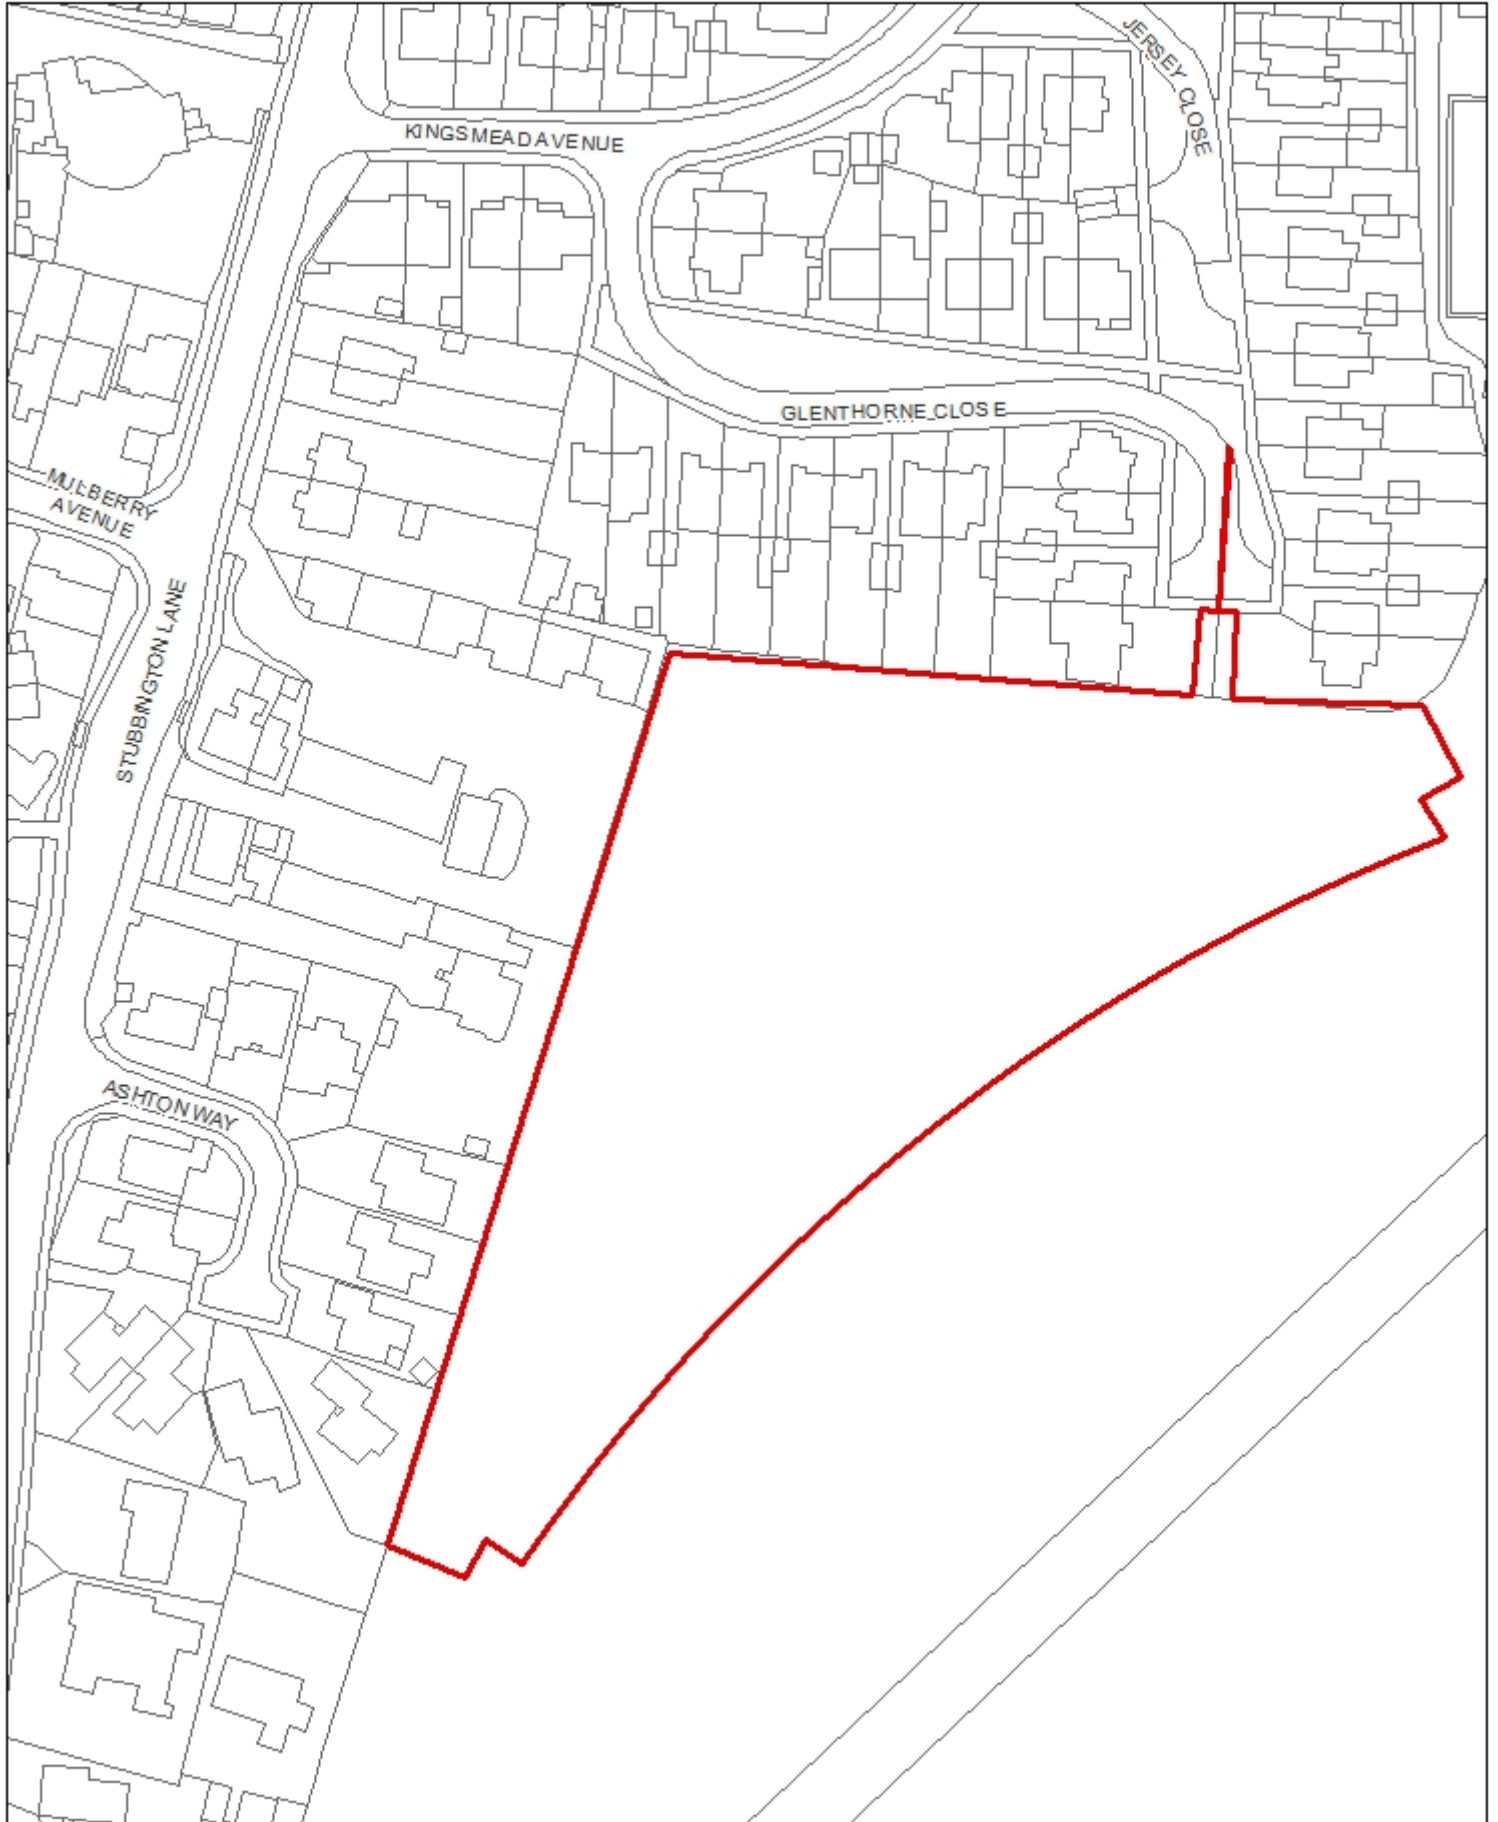 JERSEY CLOSE
KINGSMEAD AVENUE
GLENTHORNE CLOSE
MULBERRY
AVENUE
STUBBINGTON LANE
ASHTON WAY